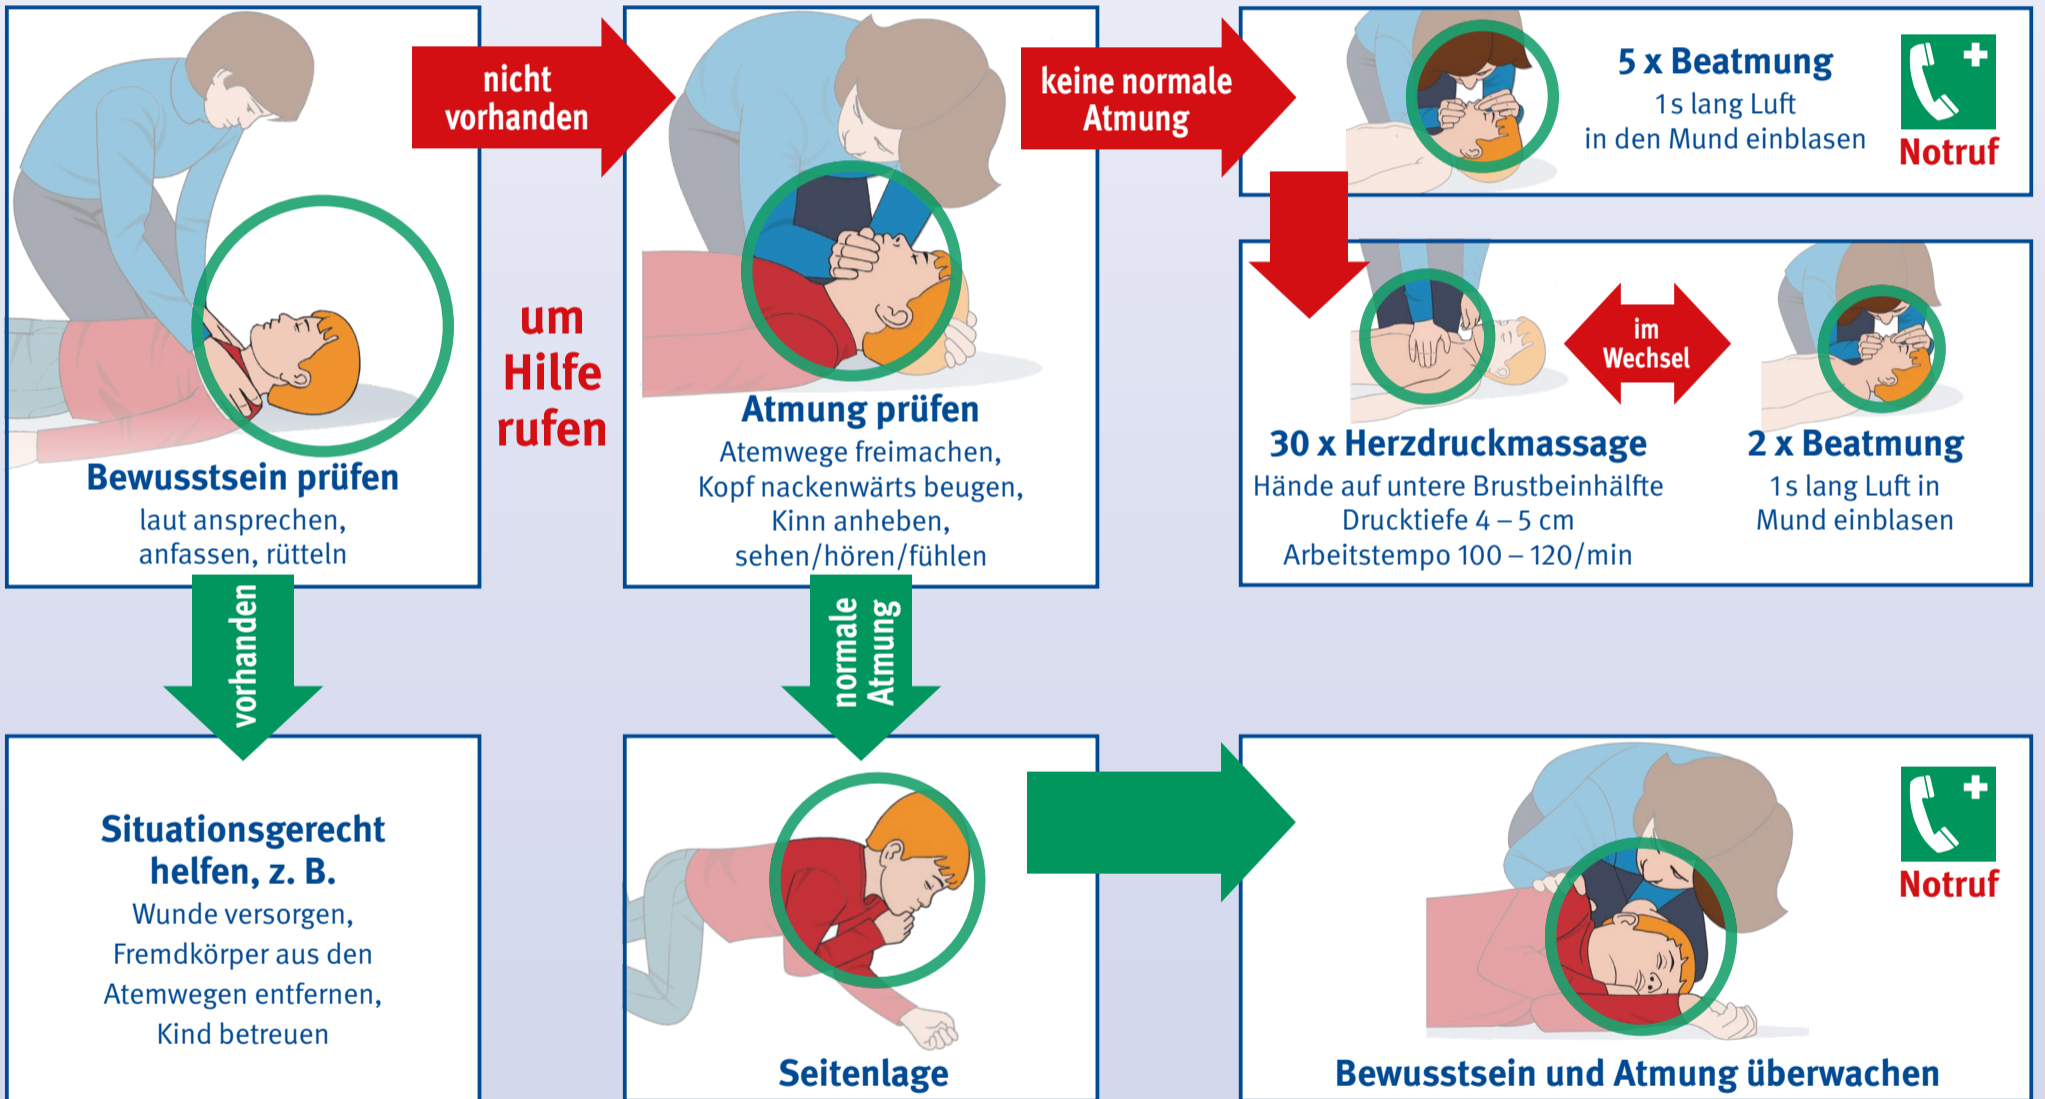 nicht
vorhanden
keine normale
Atmung
5 x Beatmung
1s lang Luft
in den Mund einblasen
Notruf
um
Hilfe
rufen
im
Wechsel
Bewusstsein prüfen
laut ansprechen,
anfassen, rütteln
Atmung prüfen
Atemwege freimachen,
Kopf nackenwärts beugen,
Kinn anheben,
sehen/hören/fühlen
30 x Herzdruckmassage
Hände auf untere Brustbeinhälfte
Drucktiefe 4 – 5 cm
Arbeitstempo 100 – 120/min
2 x Beatmung
1s lang Luft in
Mund einblasen
vorhanden
normale
Atmung
Situationsgerecht
helfen, z. B.
Wunde versorgen,
Fremdkörper aus den
Atemwegen entfernen,
Kind betreuen
Seitenlage
Notruf
Bewusstsein und Atmung überwachen